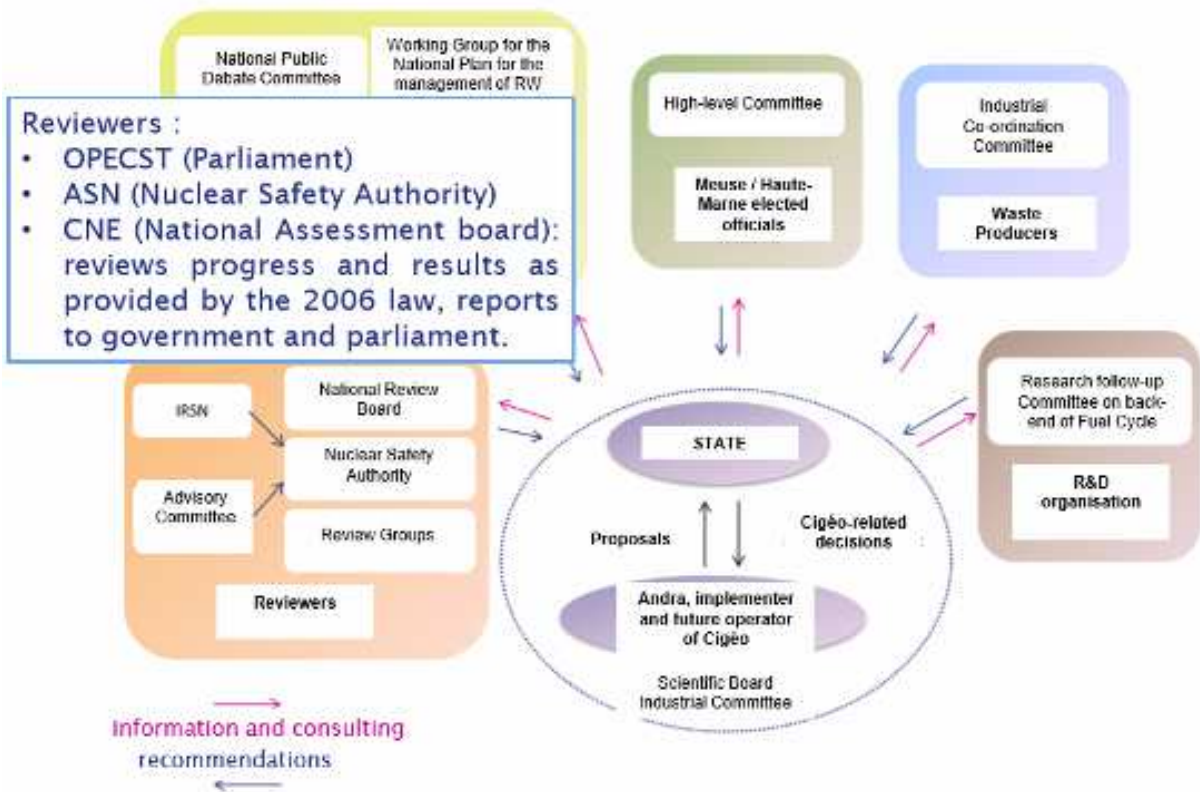 National Public
Debate Committee
Working Group for the
National Plan for the
management of RW
High-level Committee
Meuse / Haute-
Marne elected
officials
Industrial
Co-ordination
Committee
Waste
Producers
Reviewers :
• OPECST (Parliament)
• ASN (Nuclear Safety Authority)
• CNE (National Assessment board):
reviews progress and results as
provided by the 2006 law, reports
to government and parliament.
IRSN
Advisory
Committee
National Review
Board
Nuclear Safety
Authority
Review Groups
Reviewers
STATE
Proposals
Cigéo-related
decisions
Andra, implementer
and future operator
of Cigéo
Scientific Board
Industrial Committee
Research follow-up
Committee on back-
end of Fuel Cycle
R&D
organisation
Information and consulting
recommendations